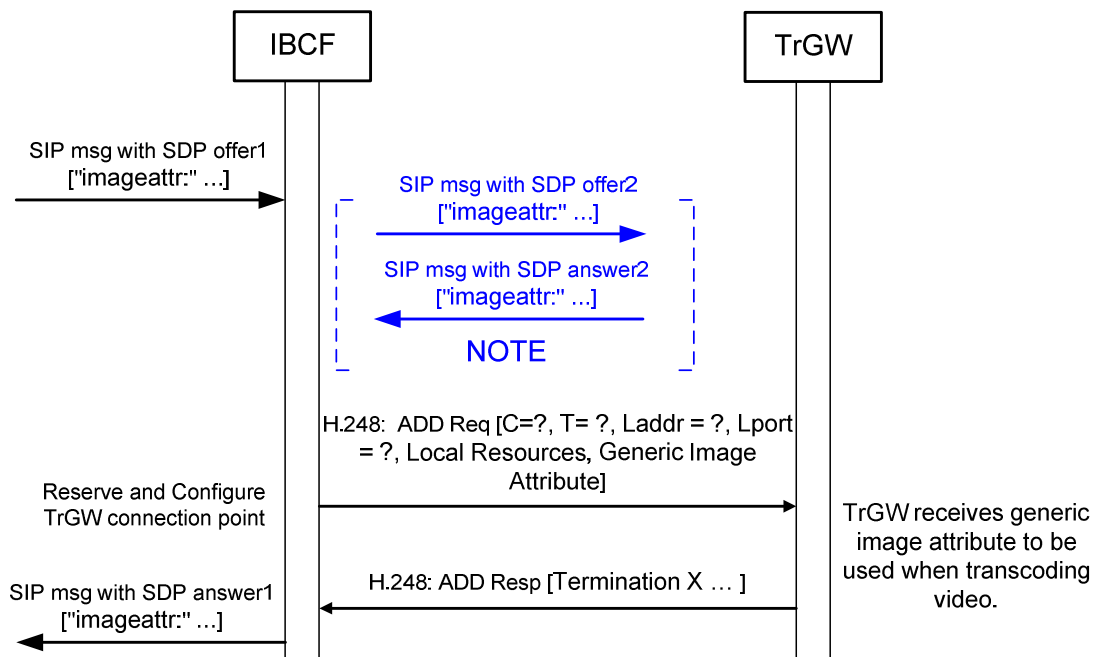 IBCF
TrGW
SIP msg with SDP offer1
["imageattr:" ...]
SIP msg with SDP offer2
["imageattr:" ...]
SIP msg with SDP answer2
["imageattr:" ...]
NOTE
H.248: ADD Req [C=?, T= ?, Laddr = ?, Lport
= ?, Local Resources, Generic Image
Attribute]
Reserve and Configure
TrGW connection point
TrGW receives generic
image attribute to be
used when transcoding
video.
H.248: ADD Resp [Termination X … ]
SIP msg with SDP answer1
["imageattr:" ...]